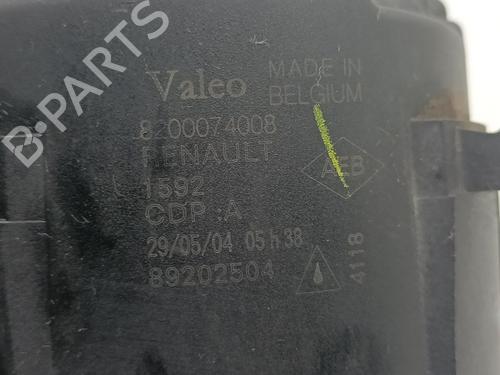 Valeo
MADE IN
BELGIUM
8200074008
RENAULT
AEB
1592
CDP :A
29/05/04 05 h 38
89202504
4118
B-PARTS